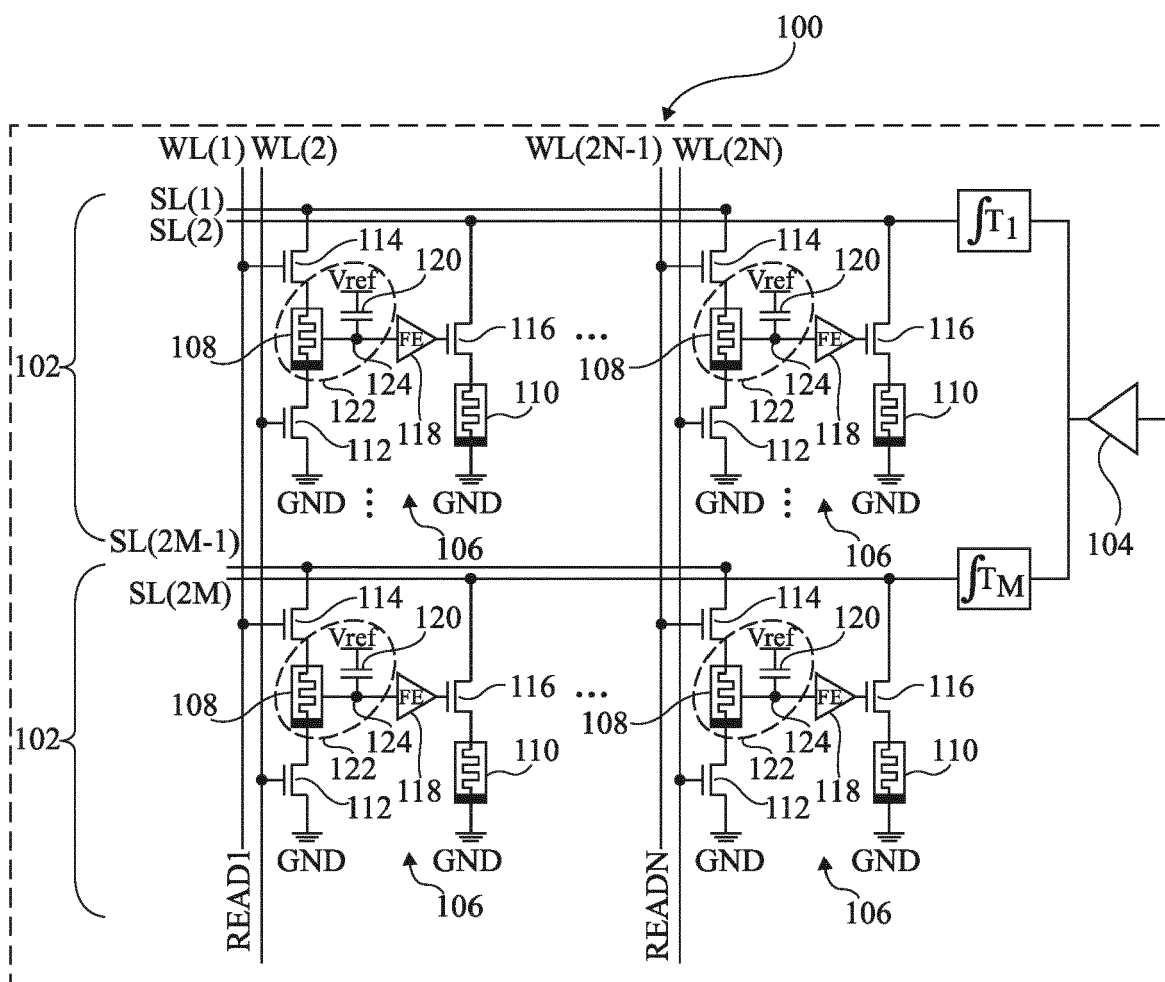 100
WL(1) WL(2) WL(2N-1) WL(2N)
SL(1)
SL(2)
∫T1
114 120 114 120
Vref Vref
102 108 FE 116 ... 108 FE 116
124 124
122 118 110 122 118 110
112 112
104
GND GND GND GND
106 106
SL(2M-1)
SL(2M)
∫TM
114 120 114 120
Vref Vref
108 FE 116 ... 108 FE 116
102
124 124
122 118 110 122 118 110
112 112
GND GND GND GND
READ1 106 READN 106